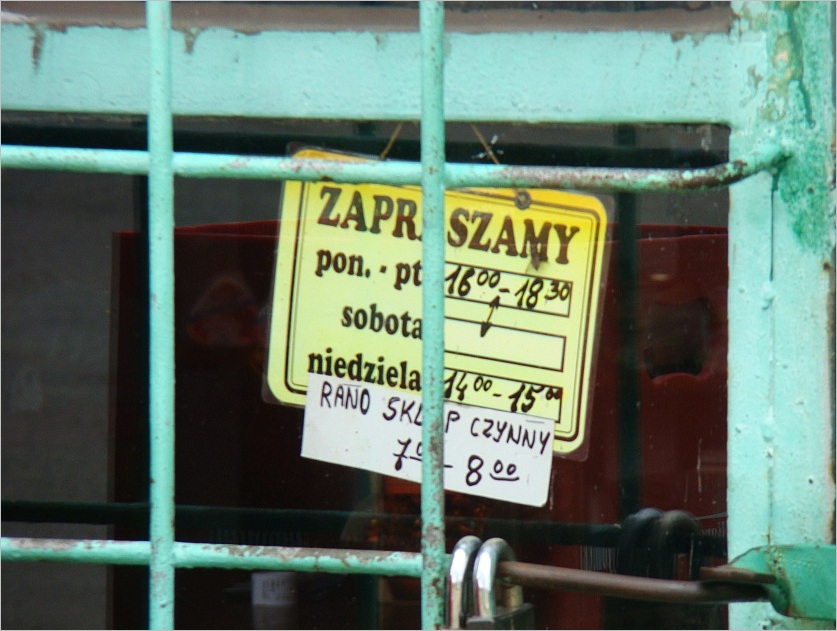 ZAPRASZAMY
pon. - pt. 16⁰⁰ - 18³⁰
sobota
niedziela 14⁰⁰ - 15⁰⁰
RANO SKLEP CZYNNY
7⁰⁰ - 8⁰⁰